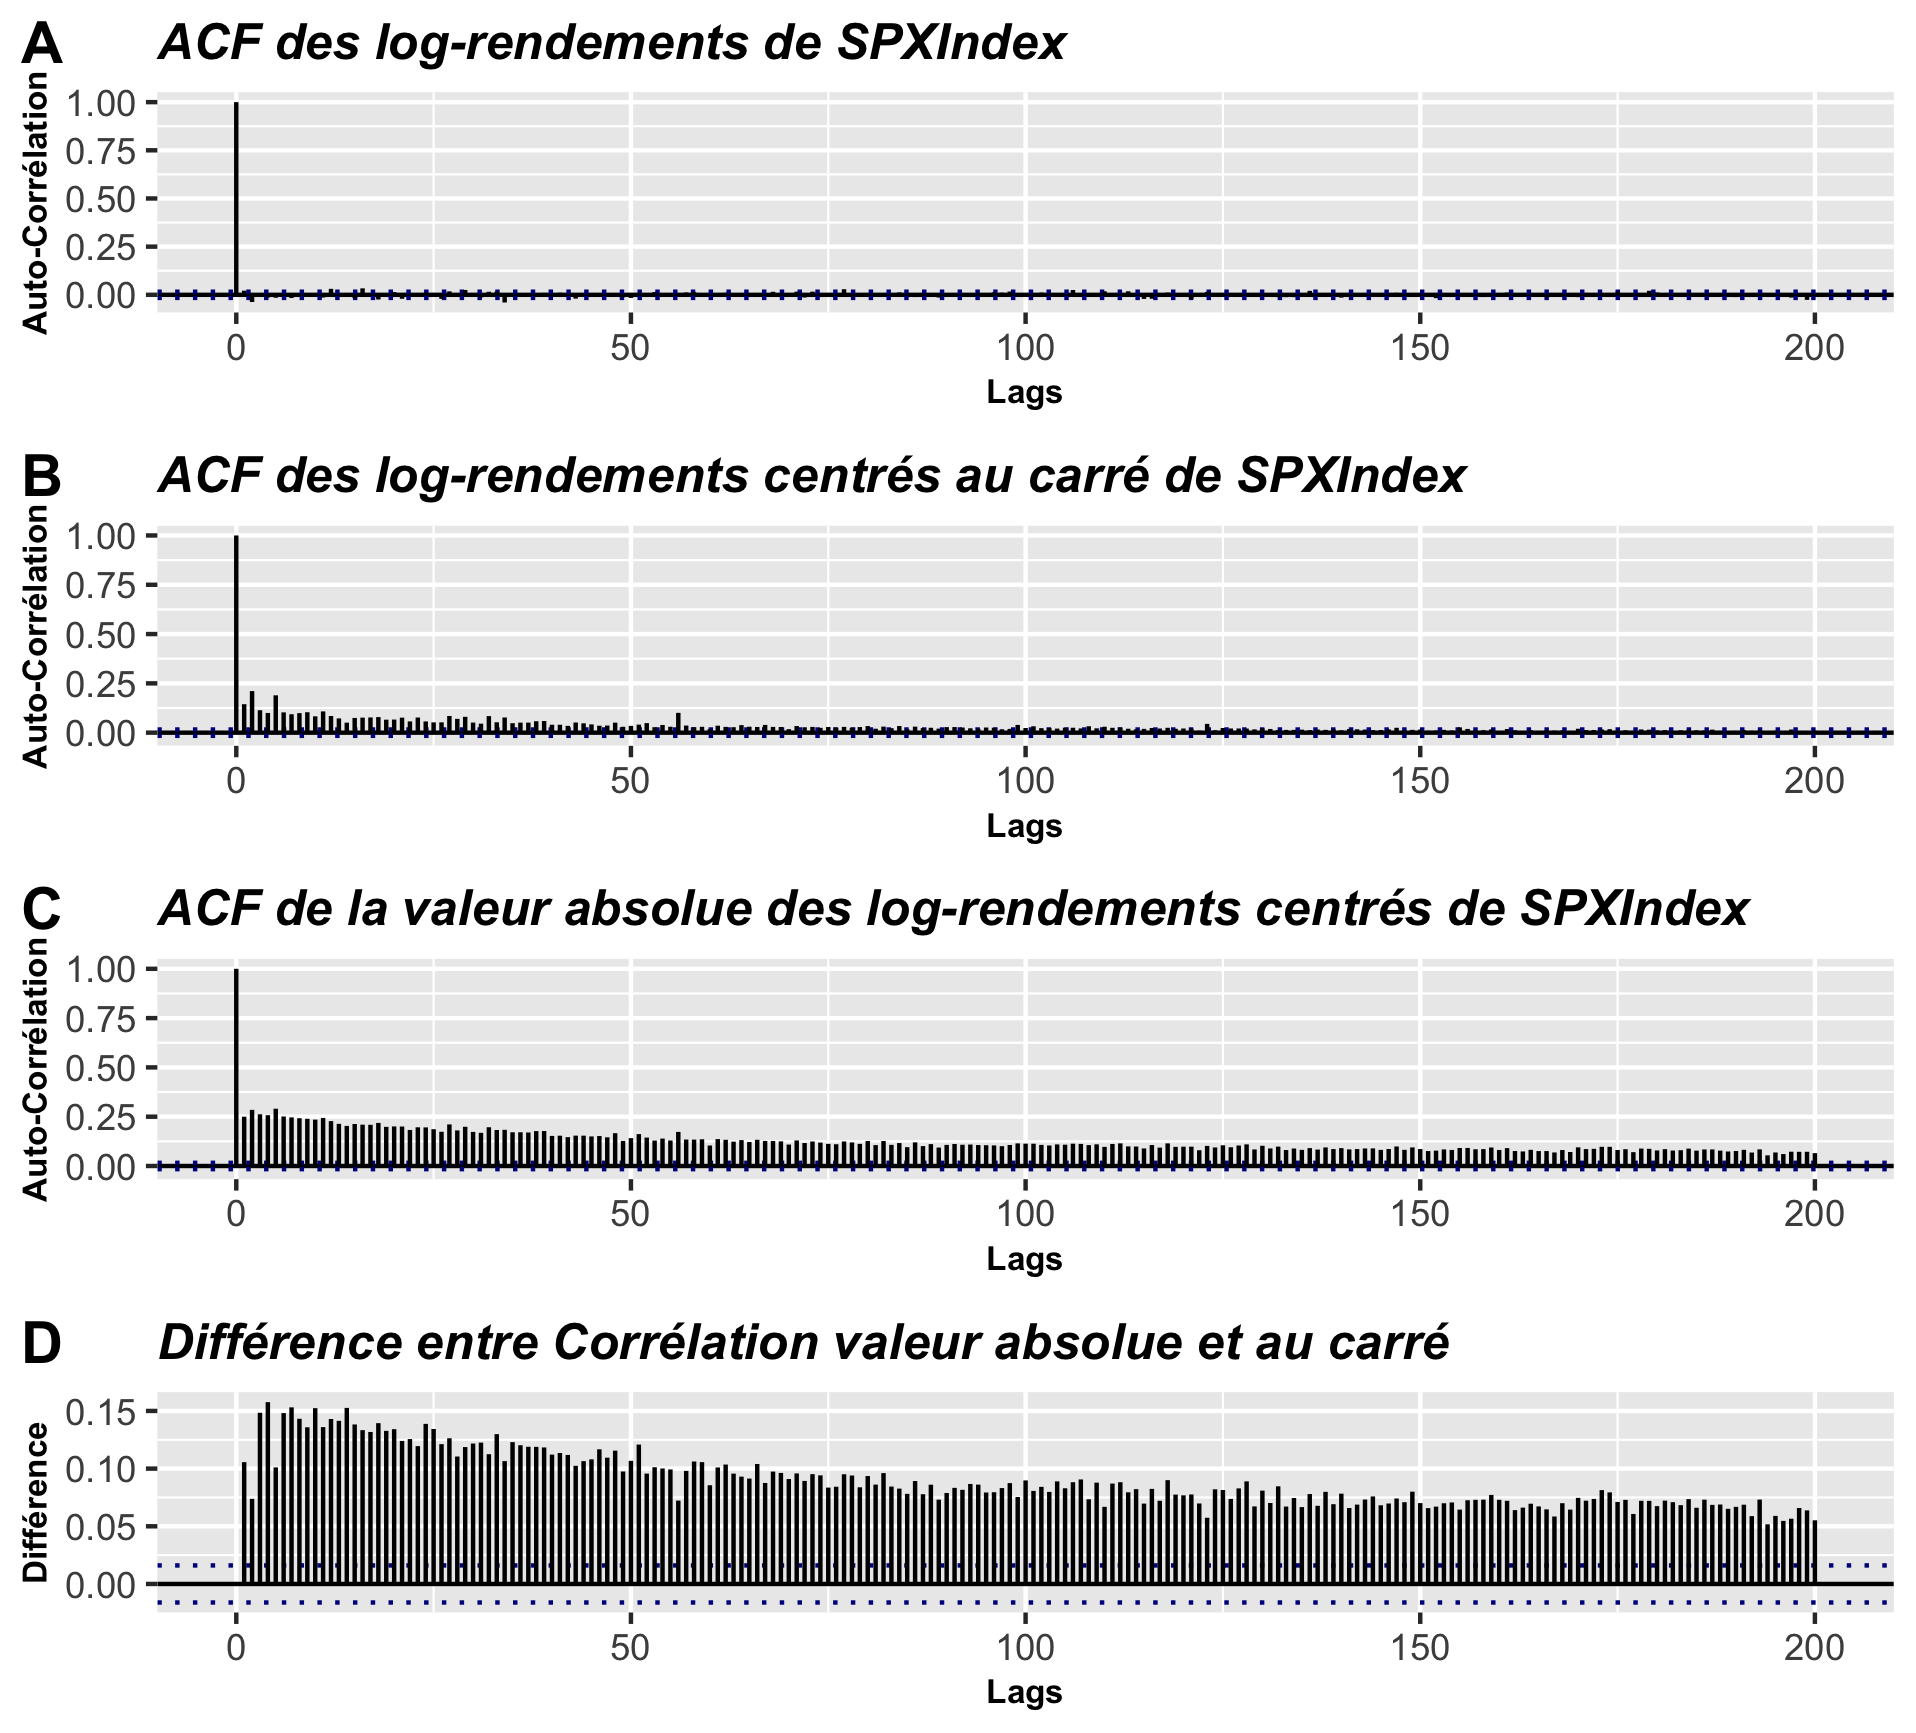 A ACF des log-rendements de SPXIndex
Auto-Corrélation
1.00
0.75
0.50
0.25
0.00
0 50 100 150 200
Lags
B ACF des log-rendements centrés au carré de SPXIndex
Auto-Corrélation
1.00
0.75
0.50
0.25
0.00
0 50 100 150 200
Lags
C ACF de la valeur absolue des log-rendements centrés de SPXIndex
Auto-Corrélation
1.00
0.75
0.50
0.25
0.00
0 50 100 150 200
Lags
D Différence entre Corrélation valeur absolue et au carré
Différence
0.15
0.10
0.05
0.00
0 50 100 150 200
Lags